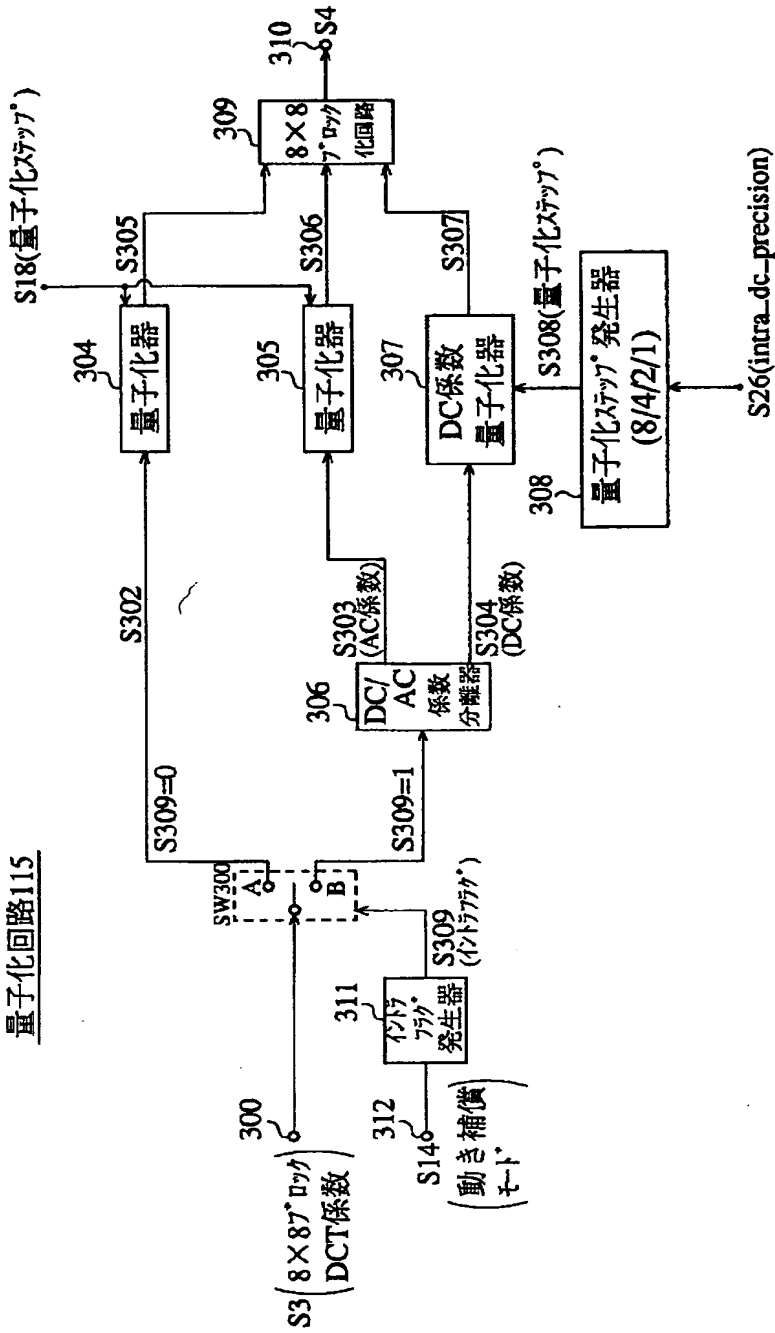 量子化回路115
S3(8×8ブロック
DCT係数)
300
S14
(動き補償
モード)
312
311
イントラ
フラグ
発生器
S309
(イントラフラグ)
SW300
A
B
S309=0
S309=1
S302
306
DC/
AC
係数
分離器
S303
(AC係数)
S304
(DC係数)
304
量子化器
305
量子化器
307
DC係数
量子化器
308
量子化ステップ発生器
(8/4/2/1)
S308(量子化ステップ)
S26(intra_dc_precision)
S18(量子化ステップ)
S305
S306
S307
309
8×8
ブロック
化回路
310
S4